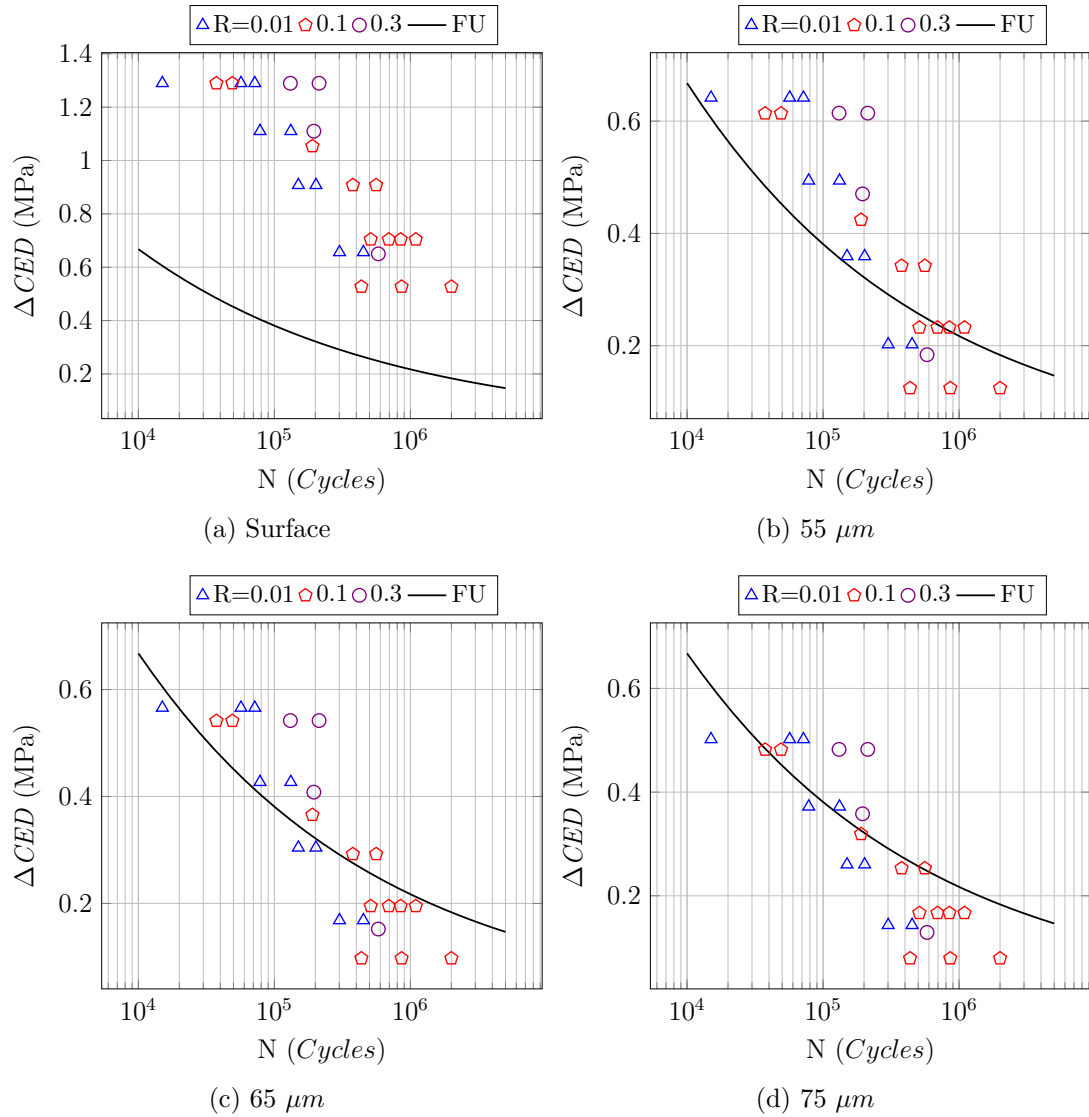 R=0.01 0.1 0.3 FU
1.4
1.2
1
0.8
0.6
0.4
0.2
ΔCED (MPa)
10^4 10^5 10^6
N (Cycles)
(a) Surface
R=0.01 0.1 0.3 FU
0.6
0.4
0.2
ΔCED (MPa)
10^4 10^5 10^6
N (Cycles)
(b) 55 μm
R=0.01 0.1 0.3 FU
0.6
0.4
0.2
ΔCED (MPa)
10^4 10^5 10^6
N (Cycles)
(c) 65 μm
R=0.01 0.1 0.3 FU
0.6
0.4
0.2
ΔCED (MPa)
10^4 10^5 10^6
N (Cycles)
(d) 75 μm